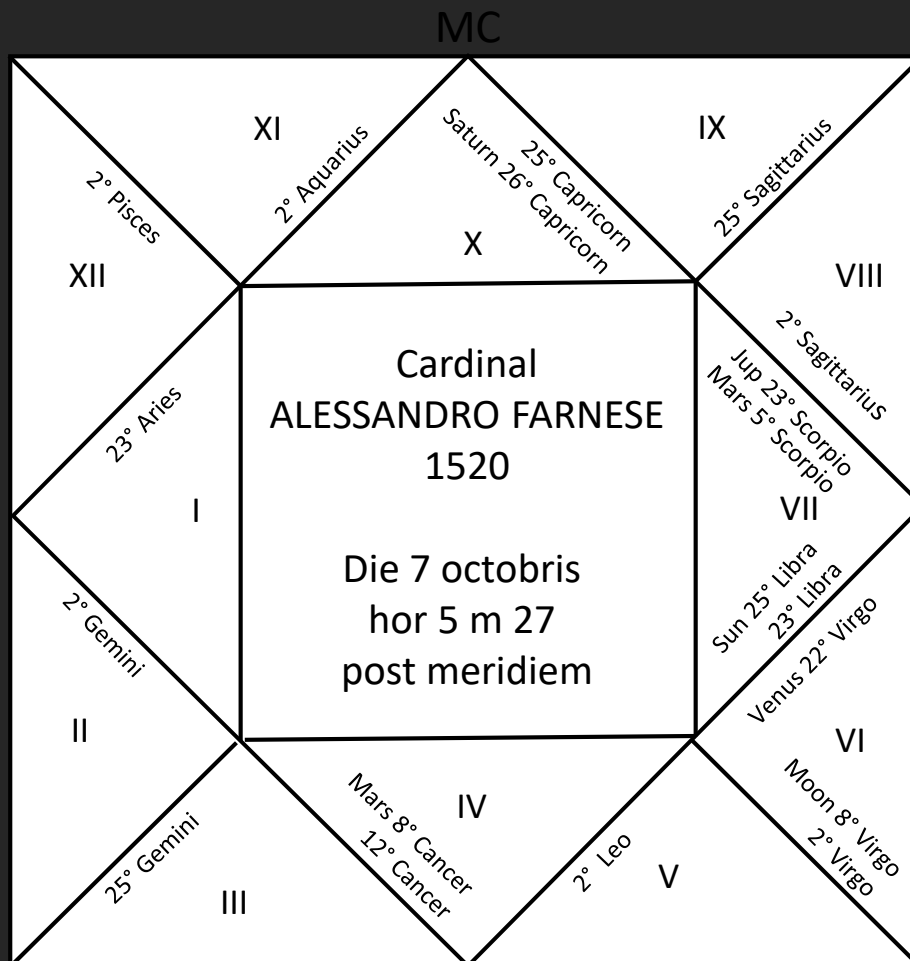 MC
XI
IX
2° Pisces
2° Aquarius
25° Capricorn
Saturn 26° Capricorn
25° Sagittarius
XII
X
VIII
2° Sagittarius
Jup 23° Scorpio
Mars 5° Scorpio
Cardinal
ALESSANDRO FARNESE
1520
23° Aries
I
VII
Die 7 octobris
hor 5 m 27
post meridiem
Sun 25° Libra
23° Libra
2° Gemini
Venus 22° Virgo
II
VI
IV
Mars 8° Cancer
12° Cancer
Moon 8° Virgo
2° Virgo
25° Gemini
2° Leo
III
V